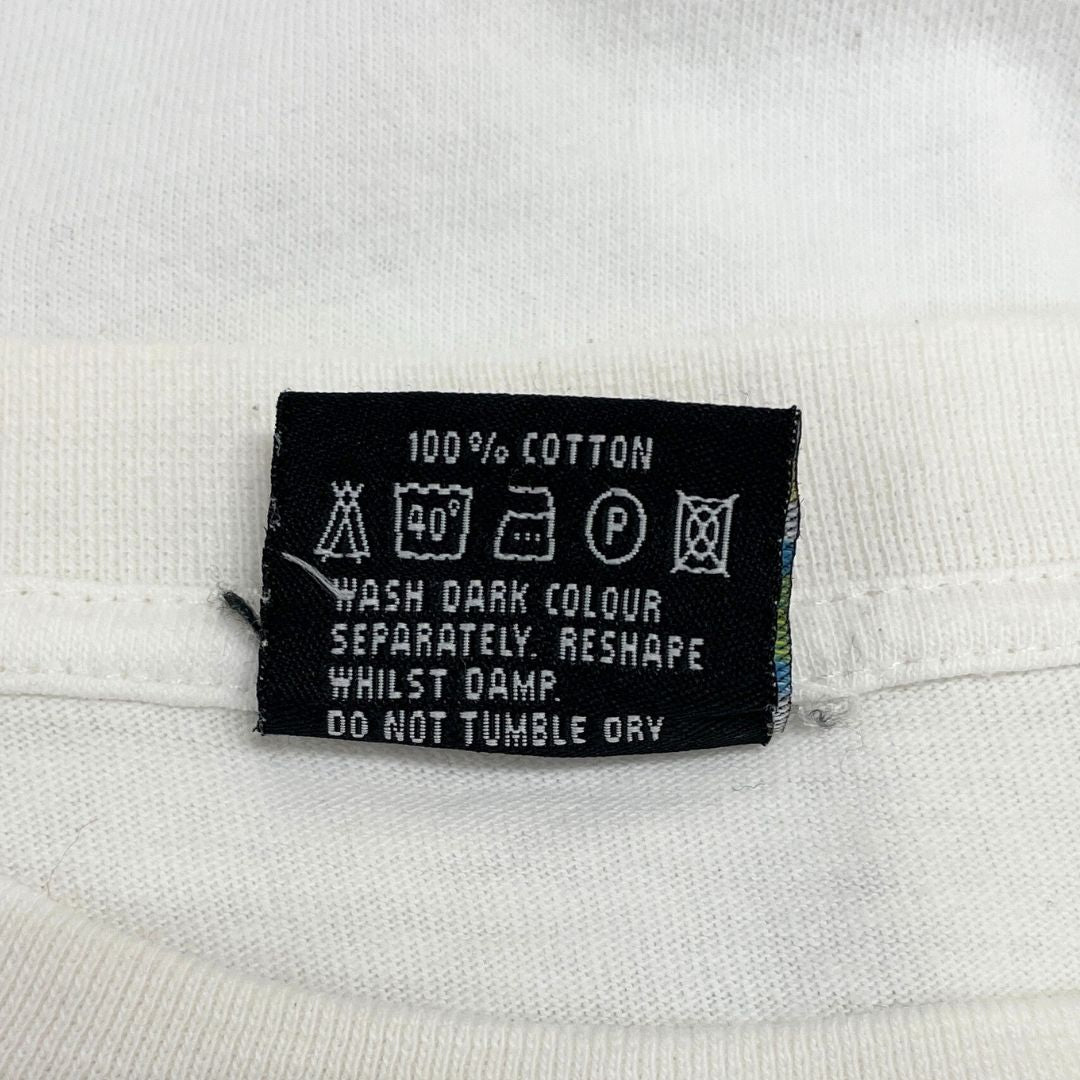 100% COTTON
40°
P
WASH DARK COLOUR
SEPARATELY. RESHAPE
WHILST DAMP.
DO NOT TUMBLE DRY